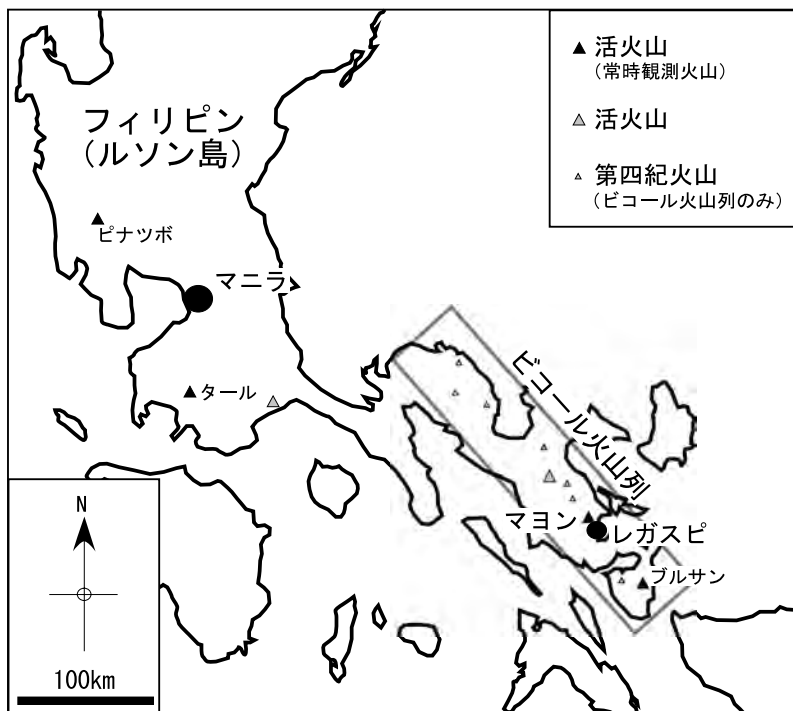 活火山
(常時観測火山)
活火山
第四紀火山
(ビコール火山列のみ)
フィリピン
(ルソン島)
ピナツボ
マニラ
タール
ビコール火山列
マヨン
レガスピ
ブルサン
N
100km